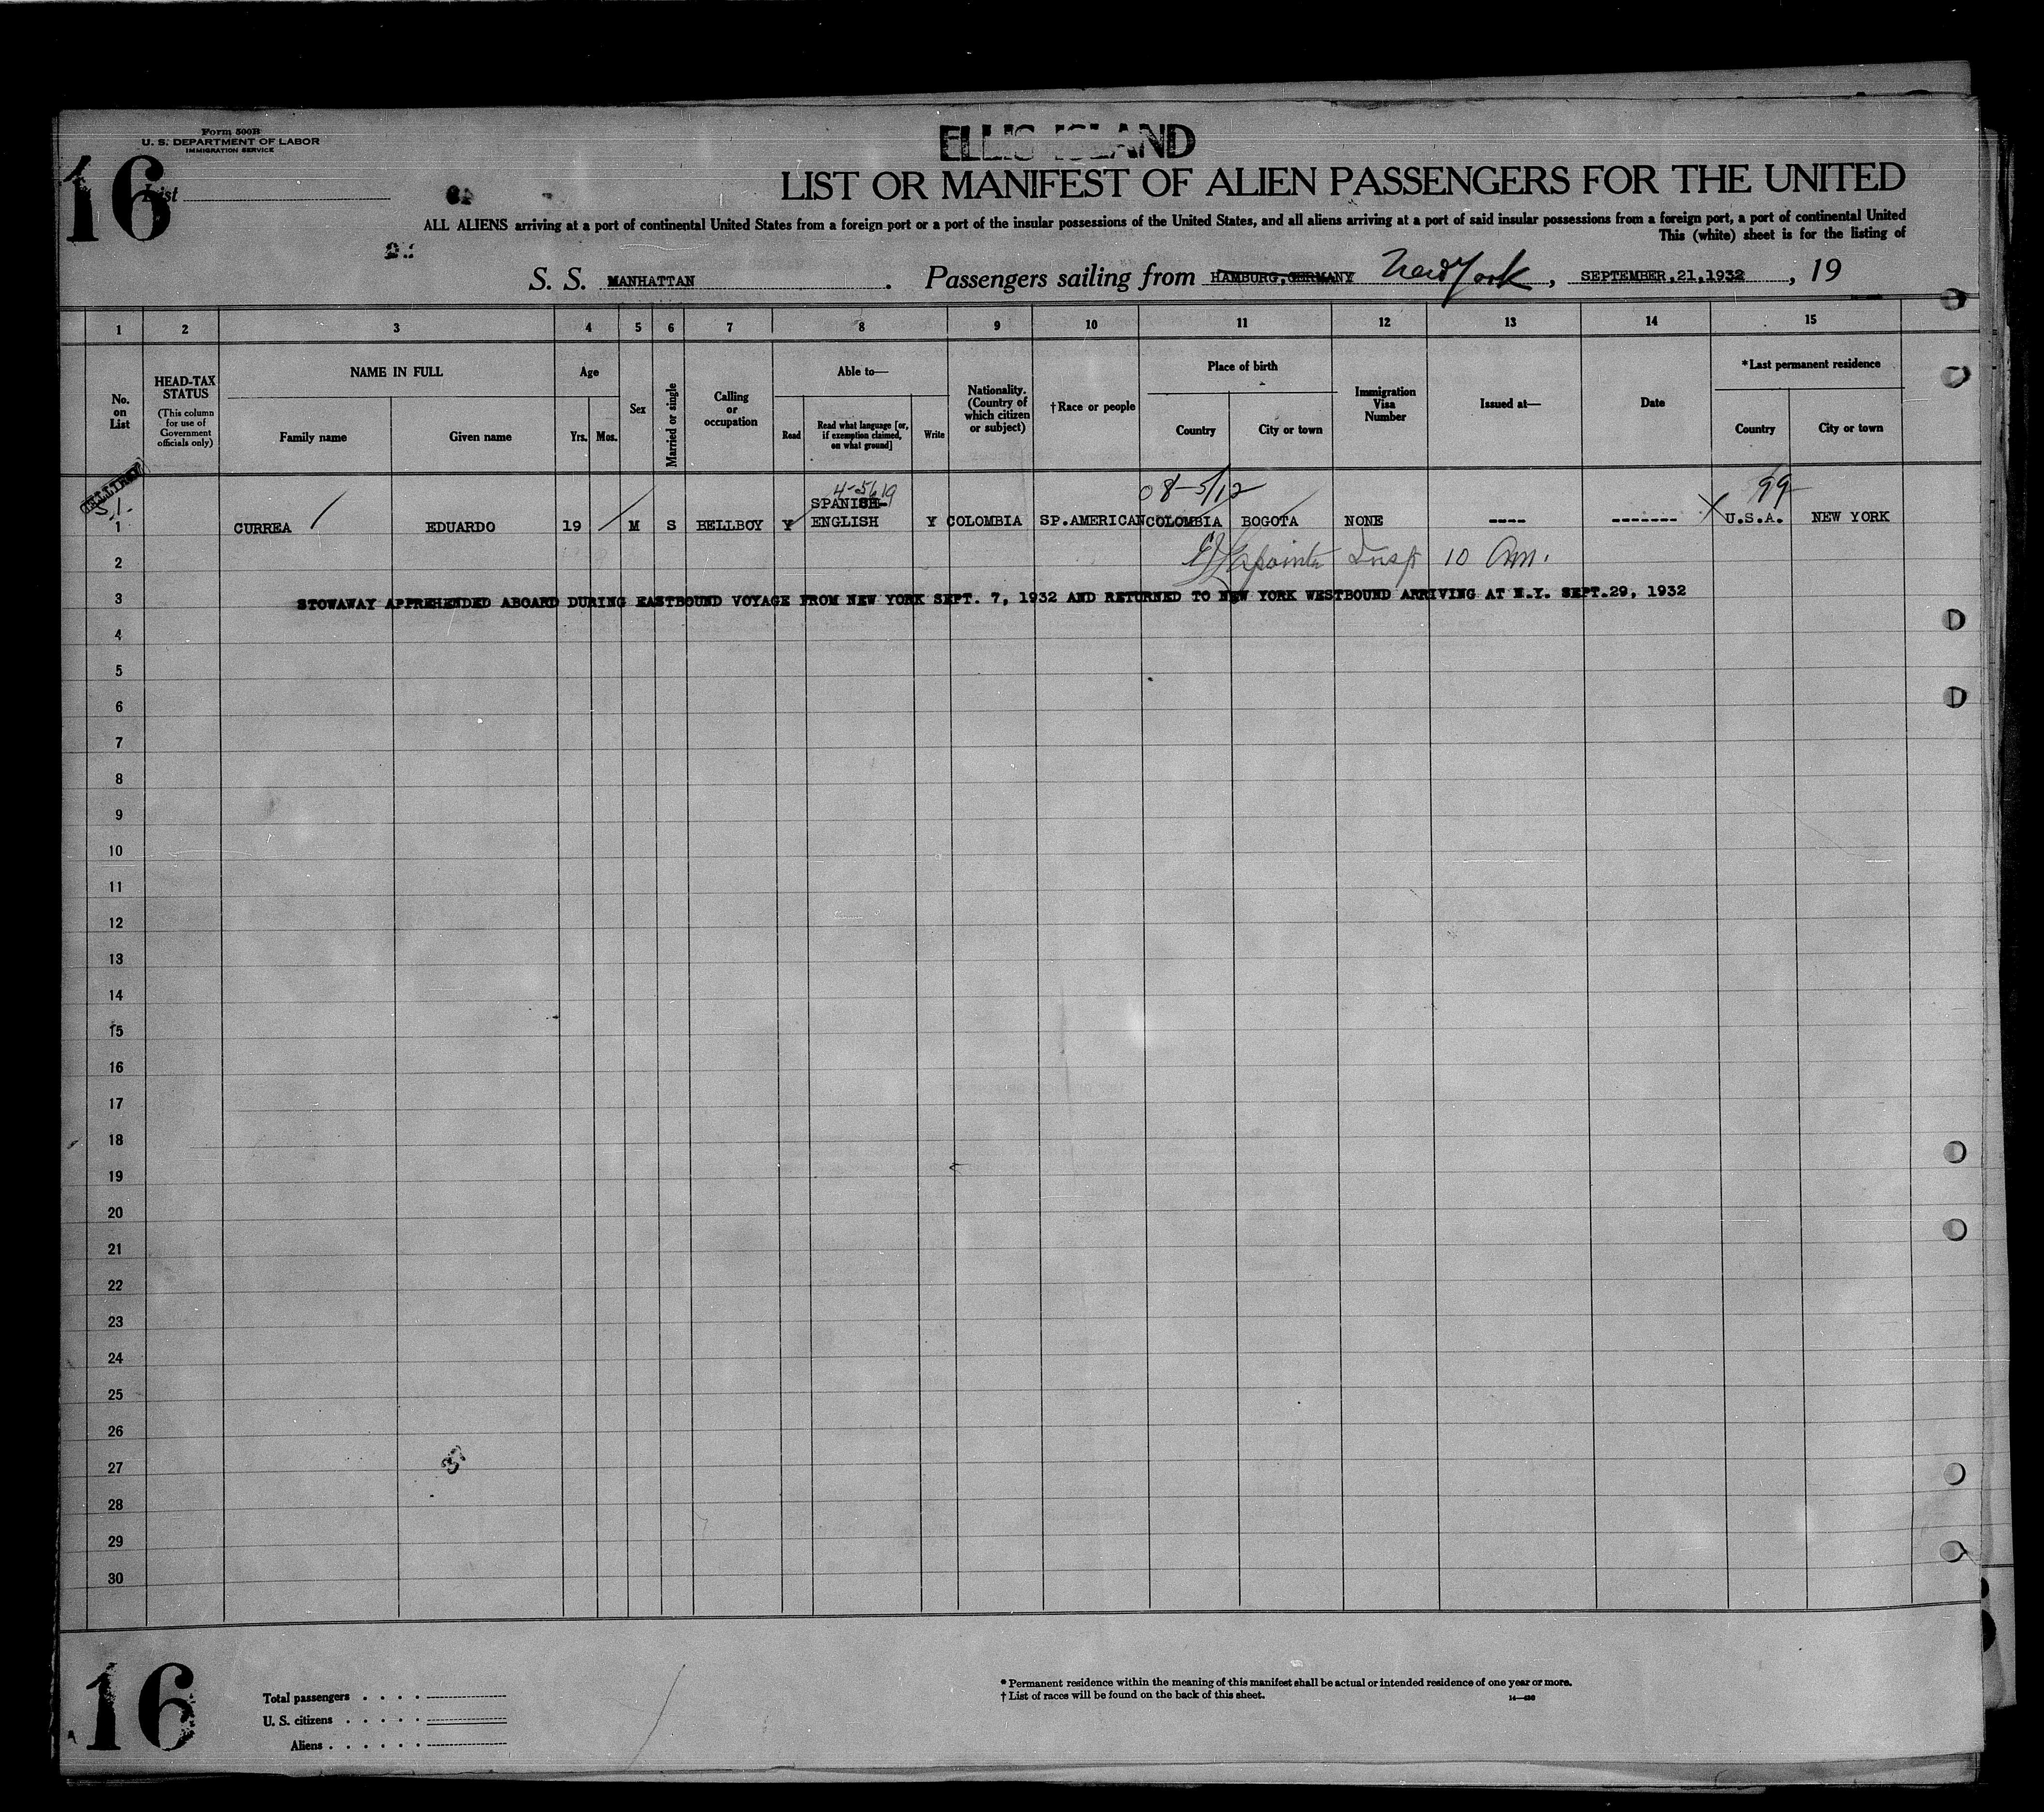 Form 500B
U. S. DEPARTMENT OF LABOR
IMMIGRATION SERVICE
ELLIS ISLAND
16
List
LIST OR MANIFEST OF ALIEN PASSENGERS FOR THE UNITED
ALL ALIENS arriving at a port of continental United States from a foreign port or a port of the insular possessions of the United States, and all aliens arriving at a port of said insular possessions from a foreign port, a port of continental United
This (white) sheet is for the listing of
S. S. MANHATTAN. Passengers sailing from HAMBURG,GERMANY New York, SEPTEMBER,21,1932, 19
1 2 3 4 5 6 7 8 9 10 11 12 13 14 15
No. on List
HEAD-TAX STATUS
(This column for use of Government officials only)
NAME IN FULL
Family name
Given name
Age
Yrs.
Mos.
Sex
Married or single
Calling or occupation
Able to—
Read
Read what language [or, if exemption claimed, on what ground]
Write
Nationality. (Country of which citizen or subject)
†Race or people
Place of birth
Country
City or town
Immigration Visa Number
Issued at—
Date
*Last permanent residence
Country
City or town
4-5619
08-5/12
99
SPANISH-
1 CURREA / EDUARDO 19 / M S BELLBOY Y ENGLISH Y COLOMBIA SP.AMERICAN COLOMBIA BOGOTA NONE ---- ------- X U.S.A. NEW YORK
2 Insp 10 Am.
3 STOWAWAY APPREHENDED ABOARD DURING EASTBOUND VOYAGE FROM NEW YORK SEPT. 7, 1932 AND RETURNED TO NEW YORK WESTBOUND ARRIVING AT N.Y. SEPT.29, 1932
4
5
6
7
8
9
10
11
12
13
14
15
16
17
18
19
20
21
22
23
24
25
26
27
28
29
30
16
Total passengers . . . .
U. S. citizens . . . . .
Aliens . . . . . .
* Permanent residence within the meaning of this manifest shall be actual or intended residence of one year or more.
† List of races will be found on the back of this sheet.